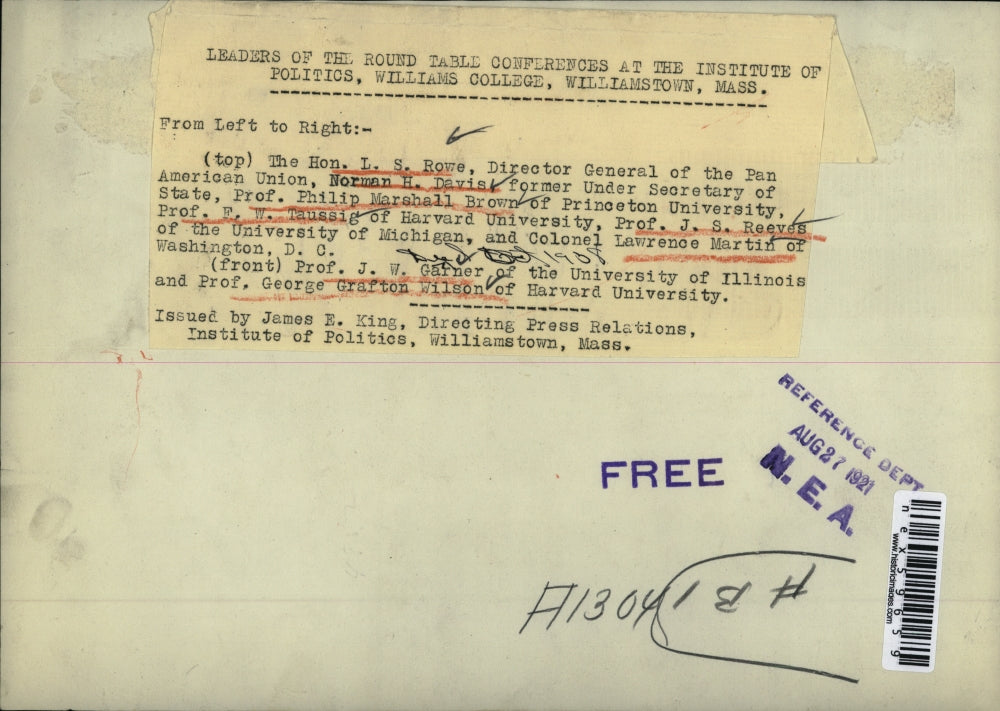 LEADERS OF THE ROUND TABLE CONFERENCES AT THE INSTITUTE OF
POLITICS, WILLIAMS COLLEGE, WILLIAMSTOWN, MASS.
From Left to Right:-
(top) The Hon. L. S. Rowe, Director General of the Pan
American Union, Norman H. Davis, former Under Secretary of
State, Prof. Philip Marshall Brown of Princeton University,
Prof. F. W. Taussig of Harvard University, Prof. J. S. Reeves
of the University of Michigan, and Colonel Lawrence Martin of
Washington, D. C.
(front) Prof. J. W. Garner of the University of Illinois
and Prof. George Grafton Wilson of Harvard University.
Issued by James E. King, Directing Press Relations,
Institute of Politics, Williamstown, Mass.
REFERENCE DEPT
AUG 27 1921
N. E. A.
FREE
nex59659
www.historicimages.com
A1304
# B 1